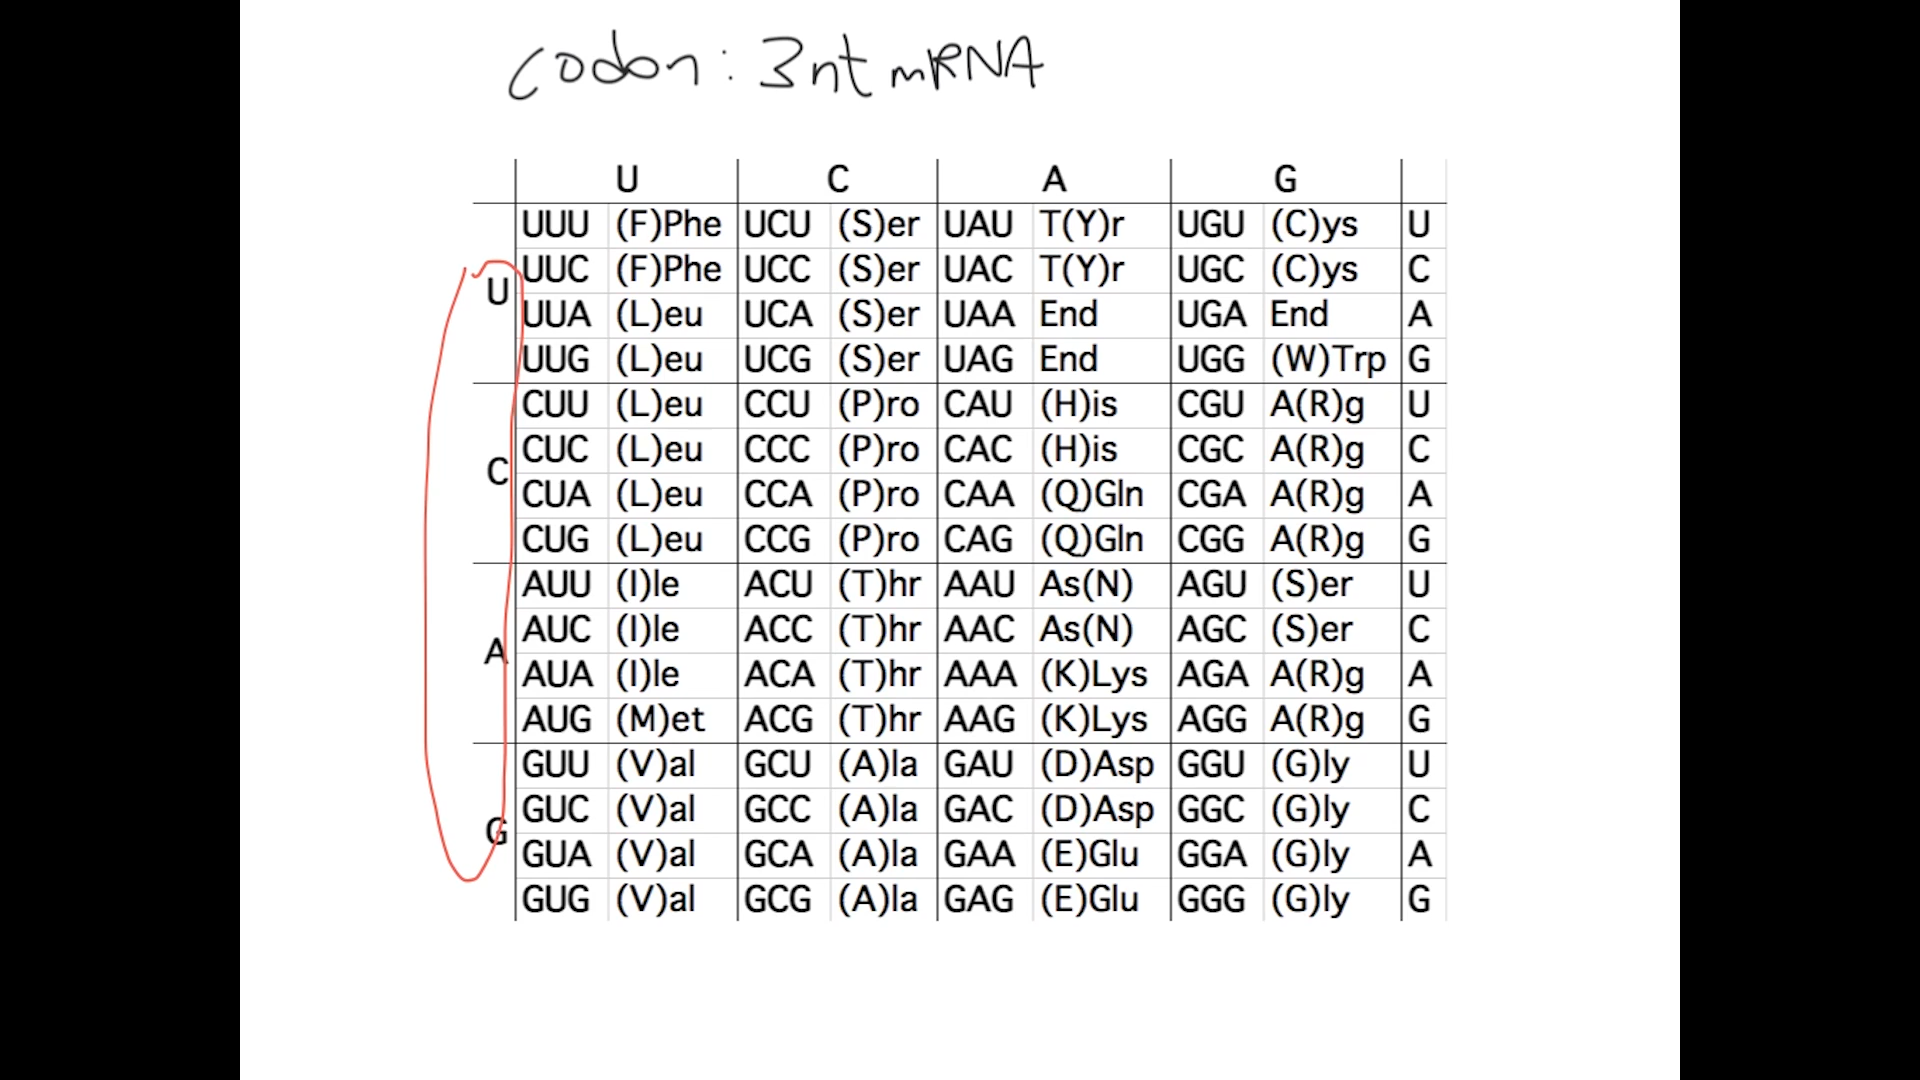 codon: 3nt mRNA
U C A G
UUU (F)Phe UCU (S)er UAU T(Y)r UGU (C)ys U
UUC (F)Phe UCC (S)er UAC T(Y)r UGC (C)ys C
U
UUA (L)eu UCA (S)er UAA End UGA End A
UUG (L)eu UCG (S)er UAG End UGG (W)Trp G
CUU (L)eu CCU (P)ro CAU (H)is CGU A(R)g U
CUC (L)eu CCC (P)ro CAC (H)is CGC A(R)g C
C
CUA (L)eu CCA (P)ro CAA (Q)Gln CGA A(R)g A
CUG (L)eu CCG (P)ro CAG (Q)Gln CGG A(R)g G
AUU (I)le ACU (T)hr AAU As(N) AGU (S)er U
AUC (I)le ACC (T)hr AAC As(N) AGC (S)er C
A
AUA (I)le ACA (T)hr AAA (K)Lys AGA A(R)g A
AUG (M)et ACG (T)hr AAG (K)Lys AGG A(R)g G
GUU (V)al GCU (A)la GAU (D)Asp GGU (G)ly U
GUC (V)al GCC (A)la GAC (D)Asp GGC (G)ly C
G
GUA (V)al GCA (A)la GAA (E)Glu GGA (G)ly A
GUG (V)al GCG (A)la GAG (E)Glu GGG (G)ly G